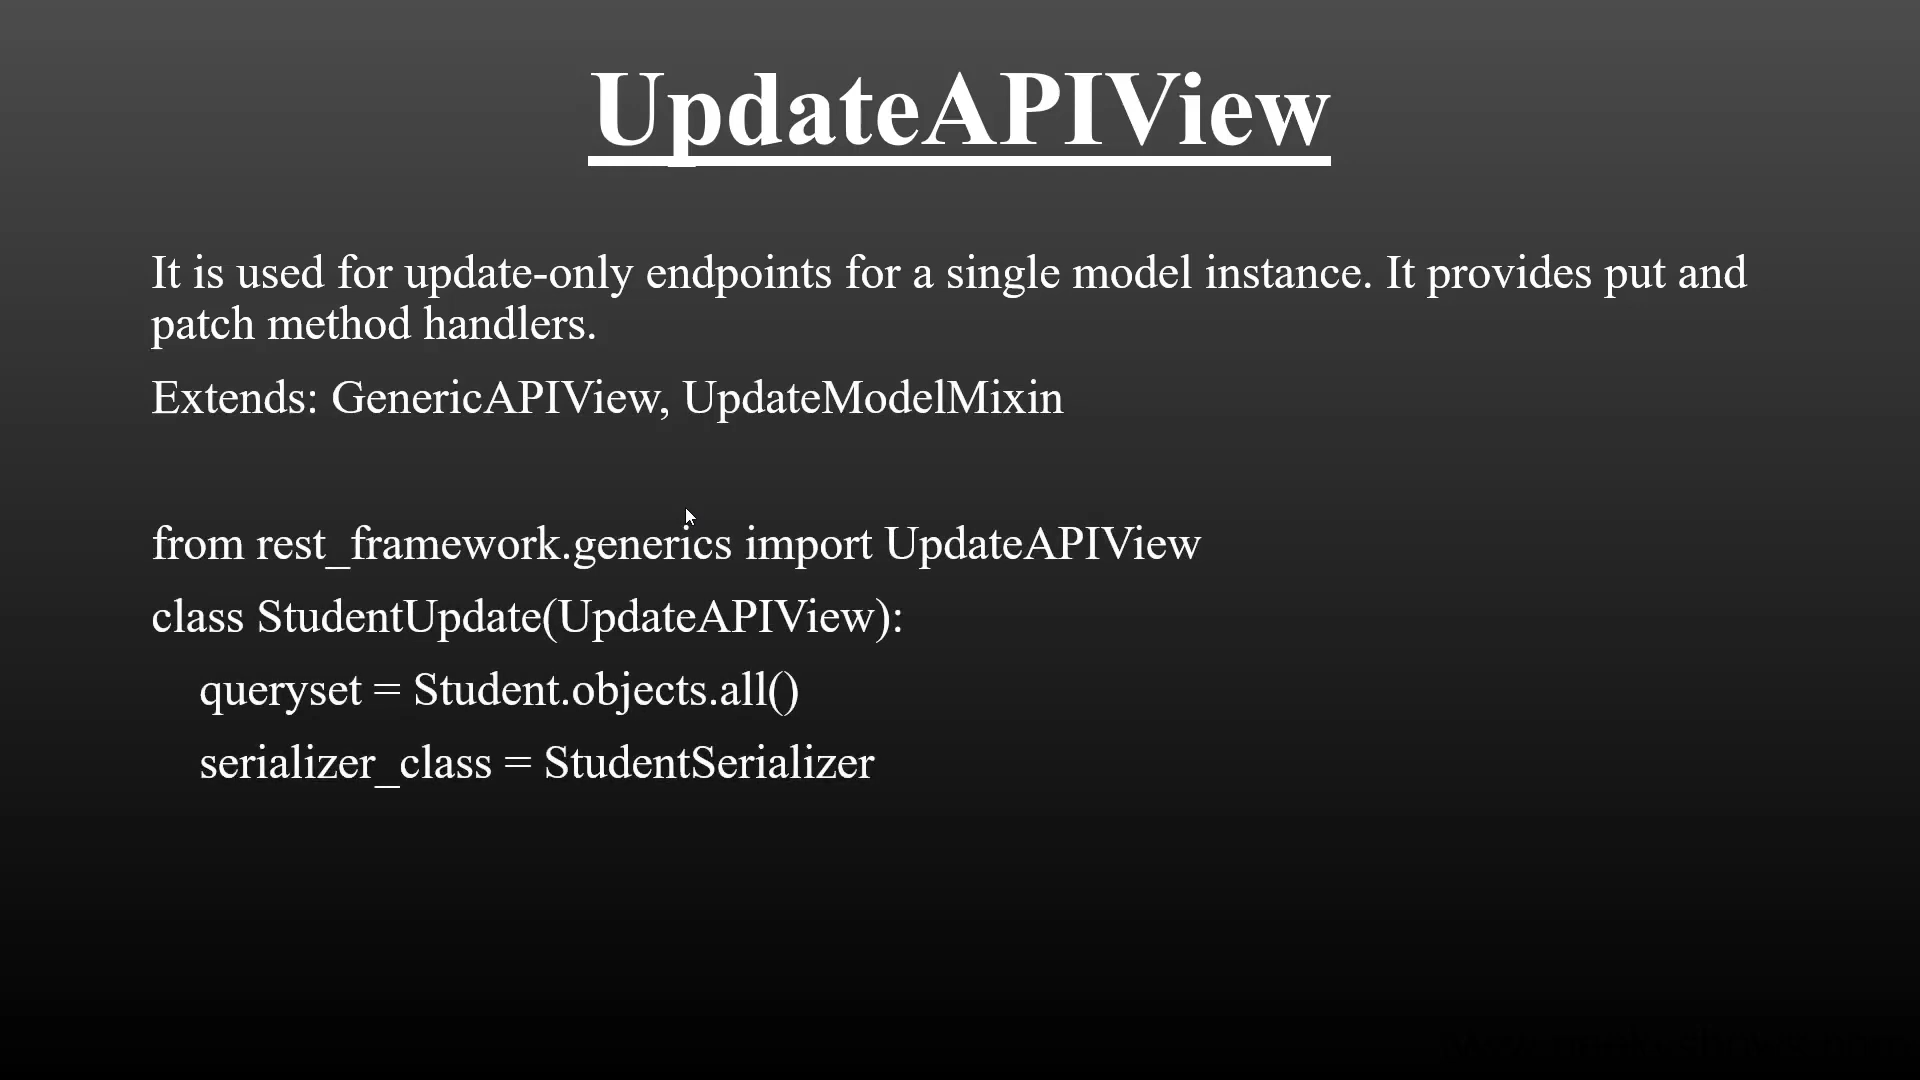 UpdateAPIView
It is used for update-only endpoints for a single model instance. It provides put and
patch method handlers.
Extends: GenericAPIView, UpdateModelMixin
from rest_framework.generics import UpdateAPIView
class StudentUpdate(UpdateAPIView):
queryset = Student.objects.all()
serializer_class = StudentSerializer